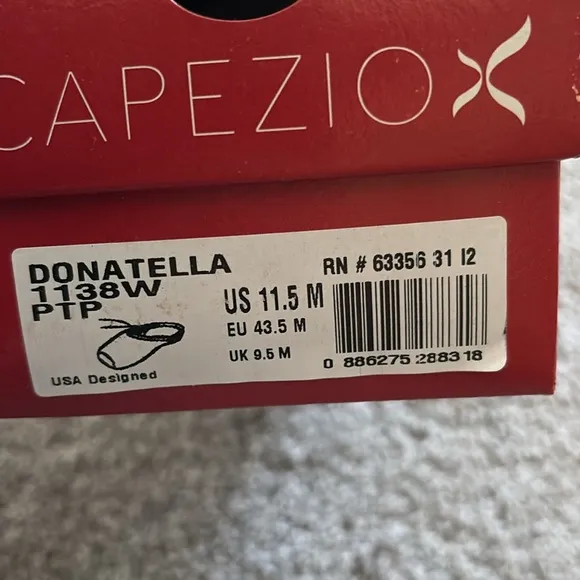 CAPEZIO
DONATELLA
1138W
PTP
USA Designed
US 11.5 M
EU 43.5 M
UK 9.5 M
RN # 63356 31 12
0 886275 288318